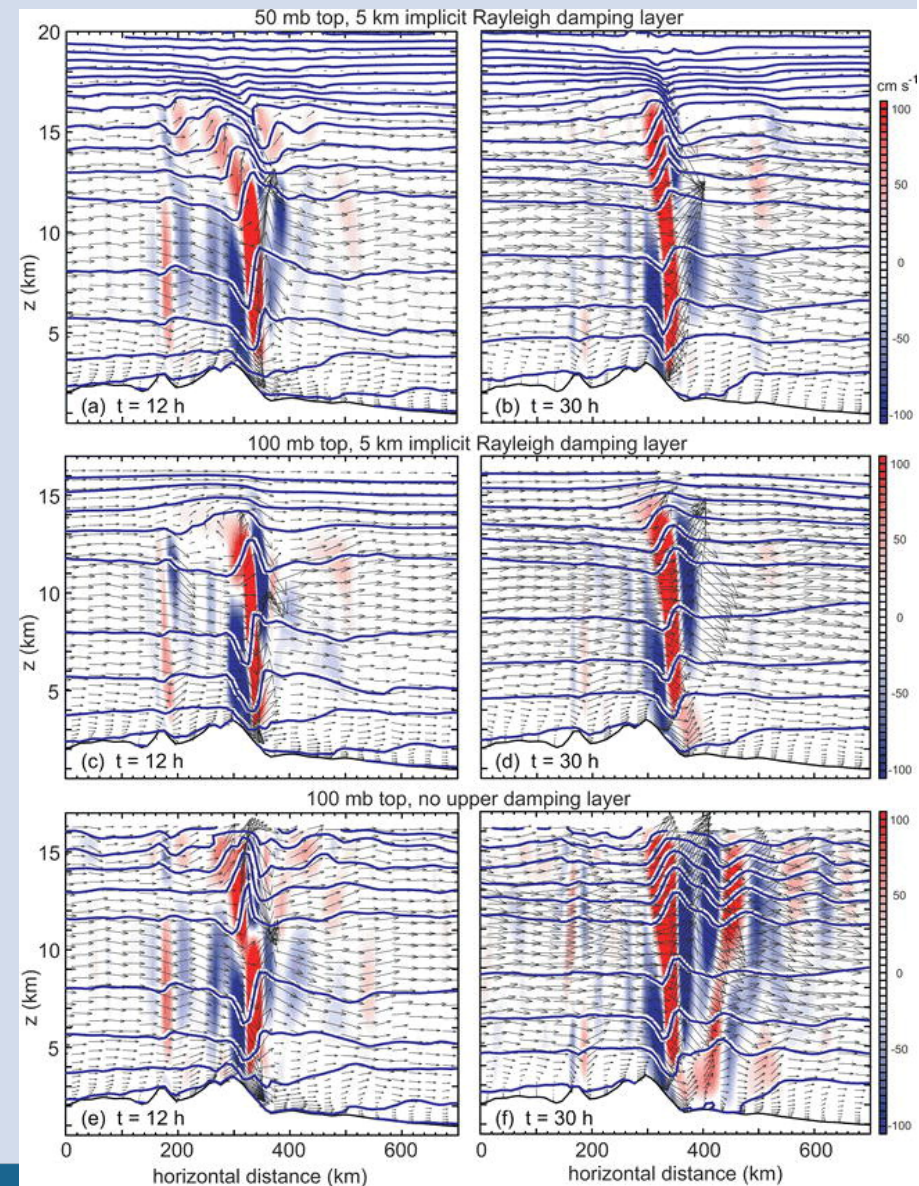 50 mb top, 5 km implicit Rayleigh damping layer
20
15
10
5
z (km)
(a) t = 12 h
(b) t = 30 h
cm s⁻¹
100
50
0
-50
-100
100 mb top, 5 km implicit Rayleigh damping layer
15
10
5
z (km)
(c) t = 12 h
(d) t = 30 h
100
50
0
-50
-100
100 mb top, no upper damping layer
15
10
5
z (km)
(e) t = 12 h
(f) t = 30 h
100
50
0
-50
-100
0 200 400 600
0 200 400 600
horizontal distance (km)
horizontal distance (km)